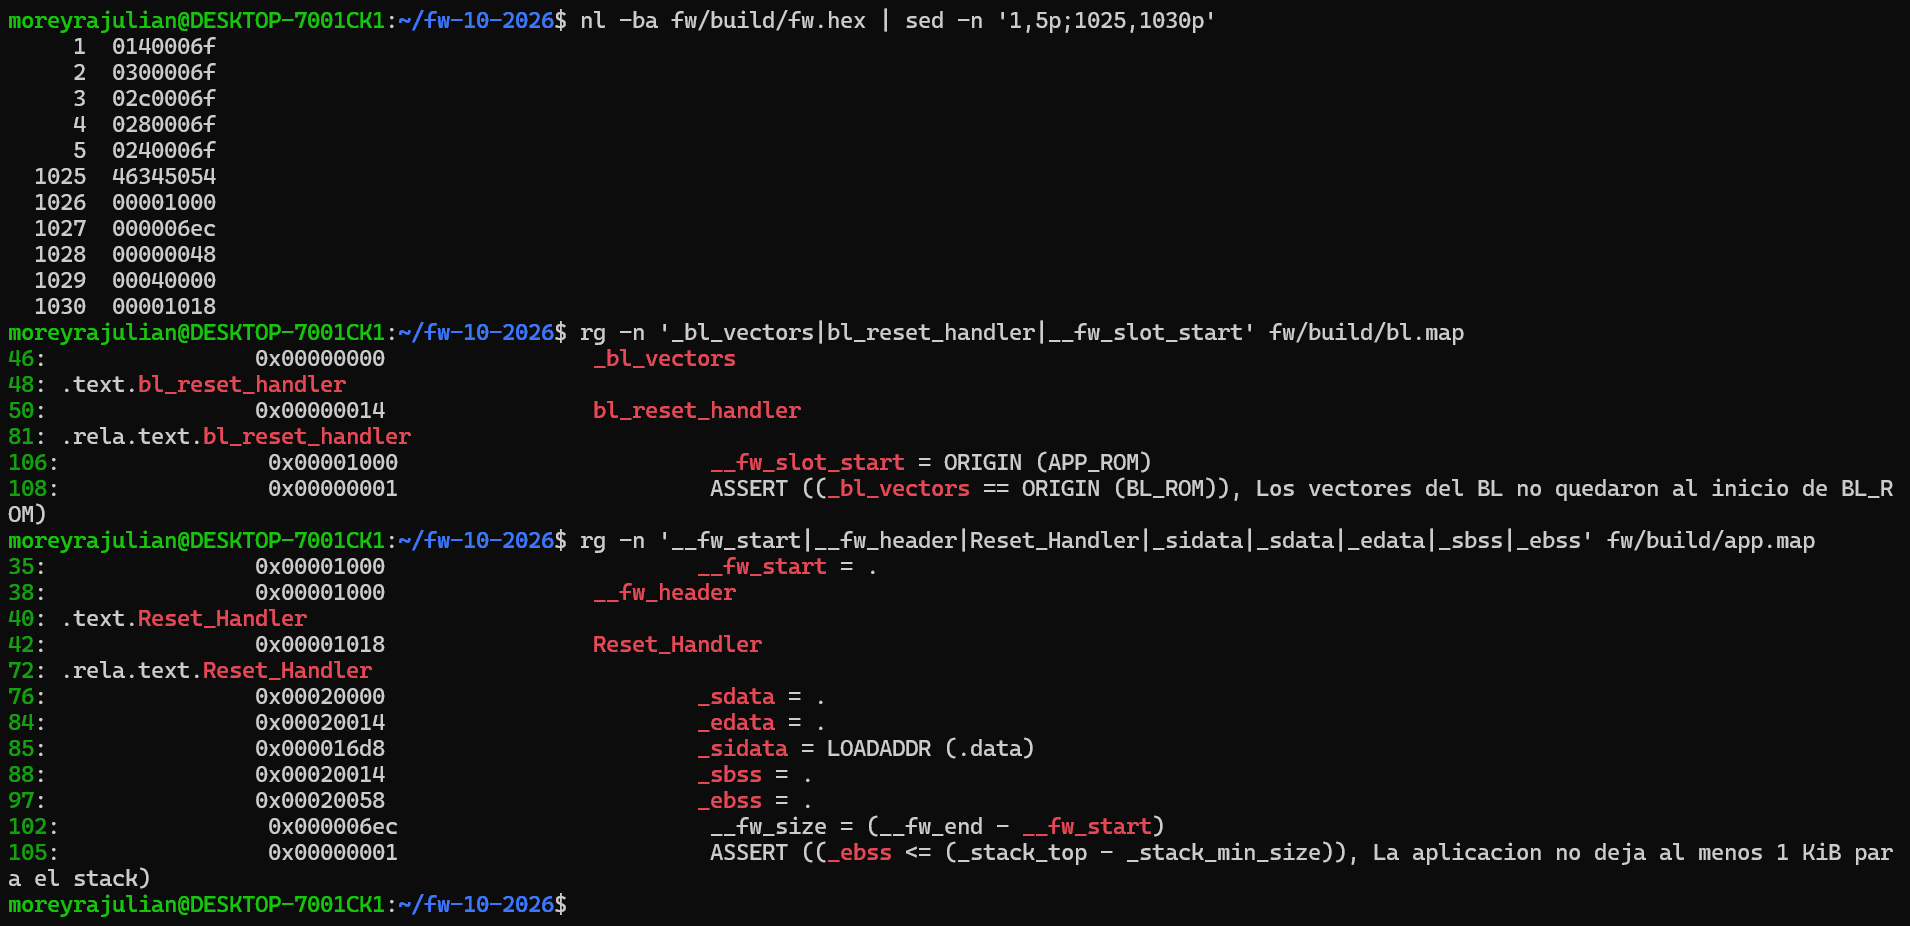 moreyrajulian@DESKTOP-7001CK1:~/fw-10-2026$ nl -ba fw/build/fw.hex | sed -n '1,5p;1025,1030p'
     1  0140006f
     2  0300006f
     3  02c0006f
     4  0280006f
     5  0240006f
  1025  46345054
  1026  00001000
  1027  000006ec
  1028  00000048
  1029  00040000
  1030  00001018
moreyrajulian@DESKTOP-7001CK1:~/fw-10-2026$ rg -n '_bl_vectors|bl_reset_handler|__fw_slot_start' fw/build/bl.map
46:                0x00000000                _bl_vectors
48: .text.bl_reset_handler
50:                0x00000014                bl_reset_handler
81: .rela.text.bl_reset_handler
106:                0x00001000                        __fw_slot_start = ORIGIN (APP_ROM)
108:                0x00000001                        ASSERT ((_bl_vectors == ORIGIN (BL_ROM)), Los vectores del BL no quedaron al inicio de BL_R
OM)
moreyrajulian@DESKTOP-7001CK1:~/fw-10-2026$ rg -n '__fw_start|__fw_header|Reset_Handler|_sidata|_sdata|_edata|_sbss|_ebss' fw/build/app.map
35:                0x00001000                        __fw_start = .
38:                0x00001000                __fw_header
40: .text.Reset_Handler
42:                0x00001018                Reset_Handler
72: .rela.text.Reset_Handler
76:                0x00020000                        _sdata = .
84:                0x00020014                        _edata = .
85:                0x000016d8                        _sidata = LOADADDR (.data)
88:                0x00020014                        _sbss = .
97:                0x00020058                        _ebss = .
102:                0x000006ec                        __fw_size = (__fw_end - __fw_start)
105:                0x00000001                        ASSERT ((_ebss <= (_stack_top - _stack_min_size)), La aplicacion no deja al menos 1 KiB par
a el stack)
moreyrajulian@DESKTOP-7001CK1:~/fw-10-2026$